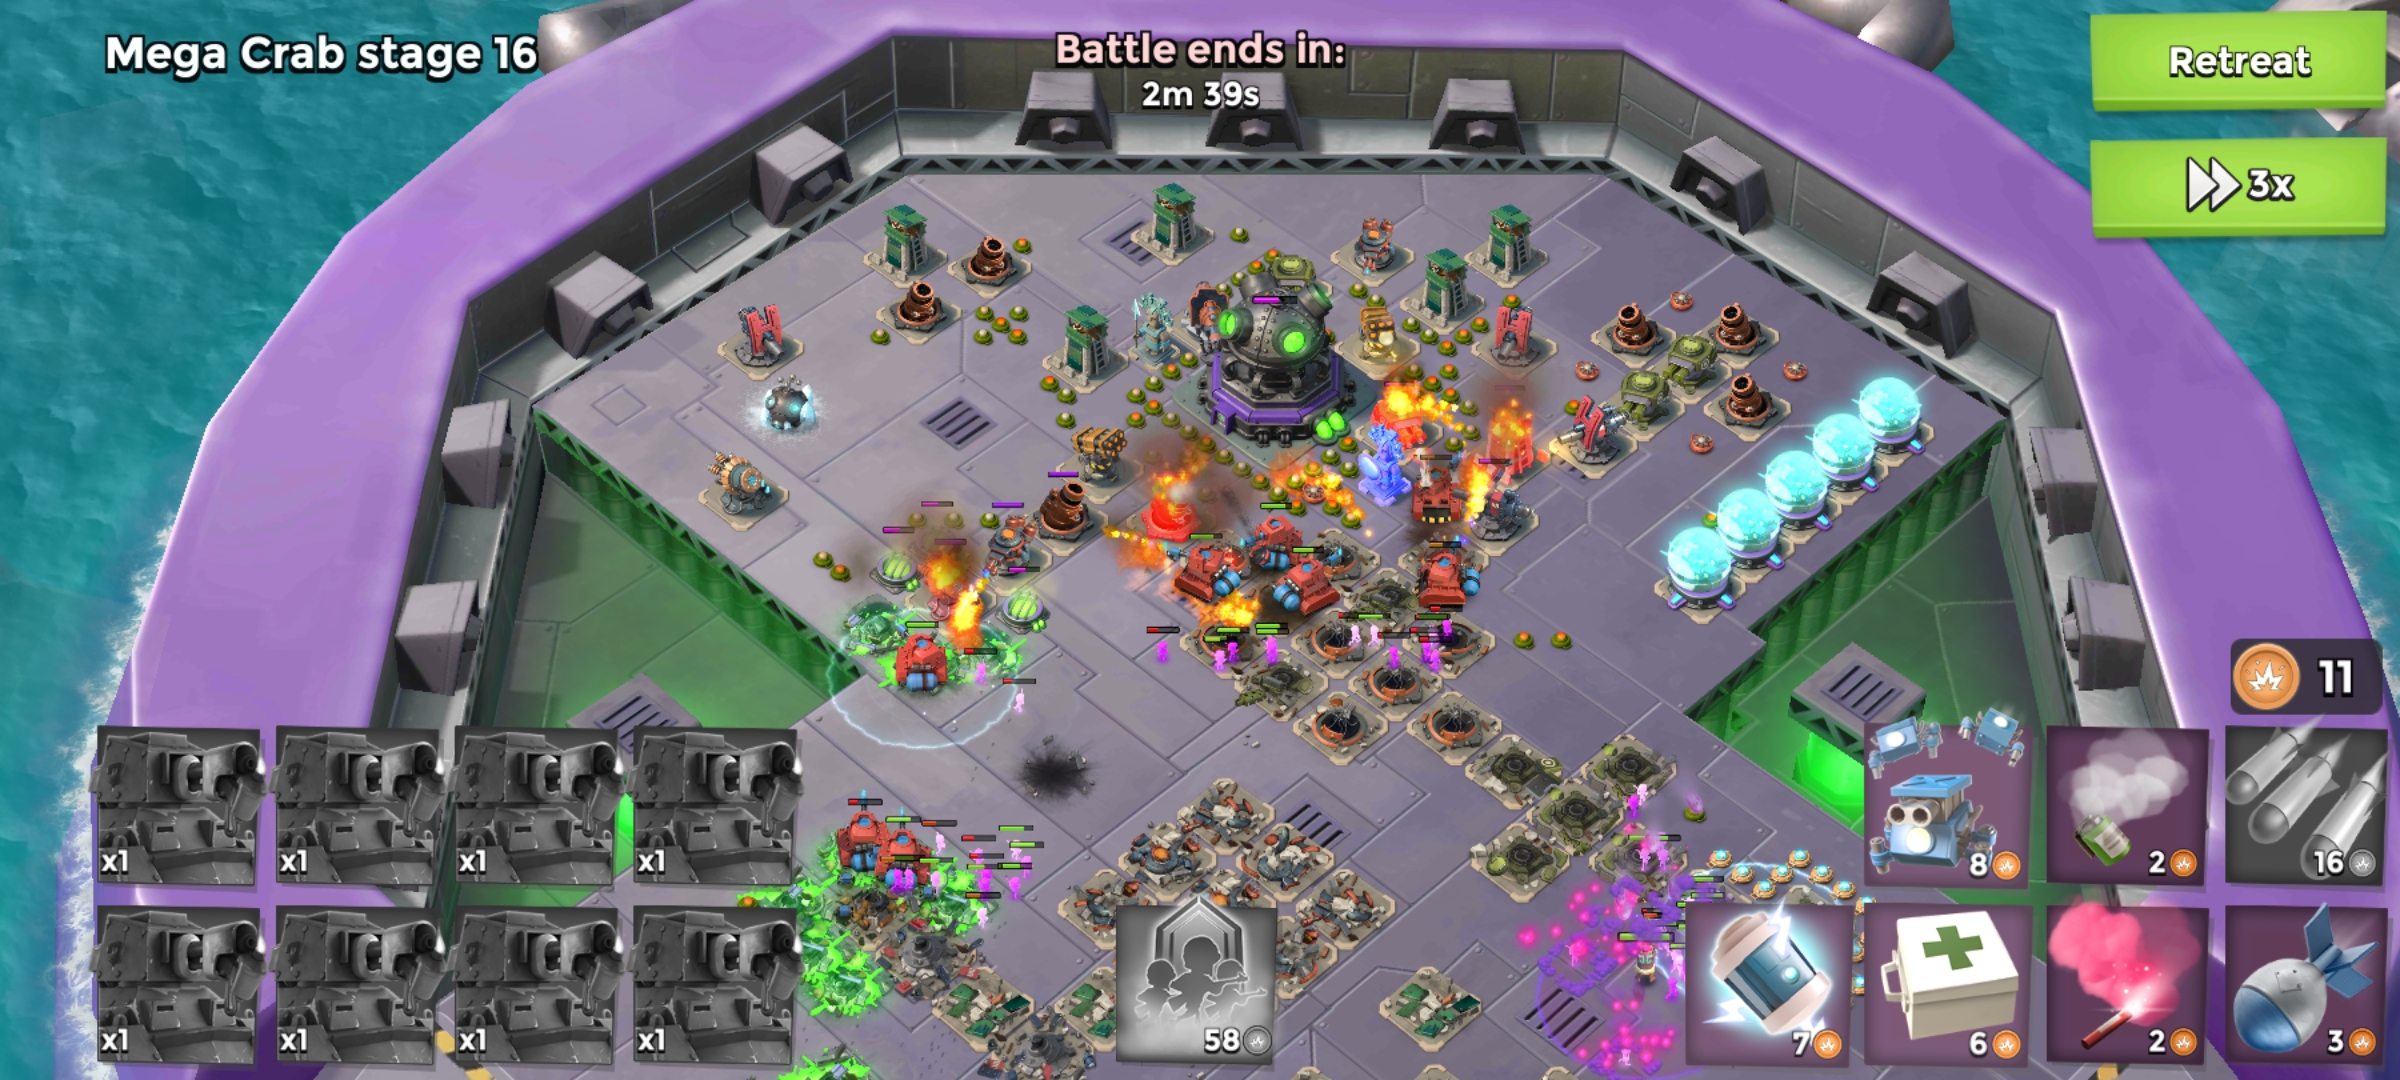 Mega Crab stage 16
Battle ends in:
2m 39s
Retreat
3x
11
x1
x1
x1
x1
8
2
16
x1
x1
x1
x1
58
7
6
2
3